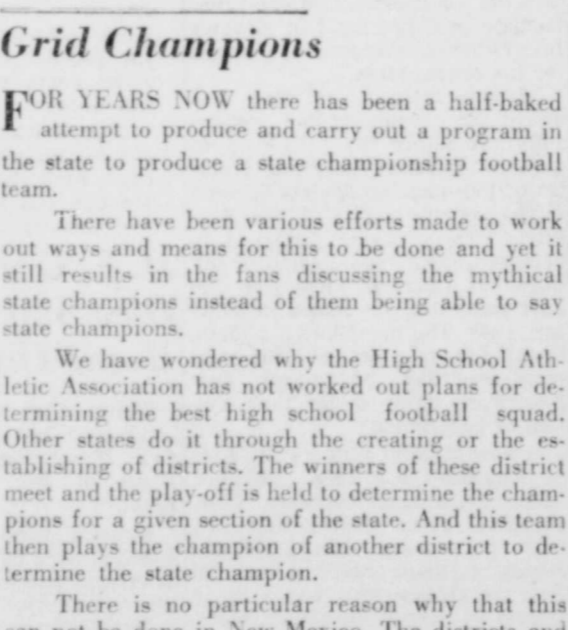 Grid Champions
FOR YEARS NOW there has been a half-baked
attempt to produce and carry out a program in
the state to produce a state championship football
team.
There have been various efforts made to work
out ways and means for this to be done and yet it
still results in the fans discussing the mythical
state champions instead of them being able to say
state champions.
We have wondered why the High School Ath-
letic Association has not worked out plans for de-
termining the best high school football squad.
Other states do it through the creating or the es-
tablishing of districts. The winners of these district
meet and the play-off is held to determine the cham-
pions for a given section of the state. And this team
then plays the champion of another district to de-
termine the state champion.
There is no particular reason why that this